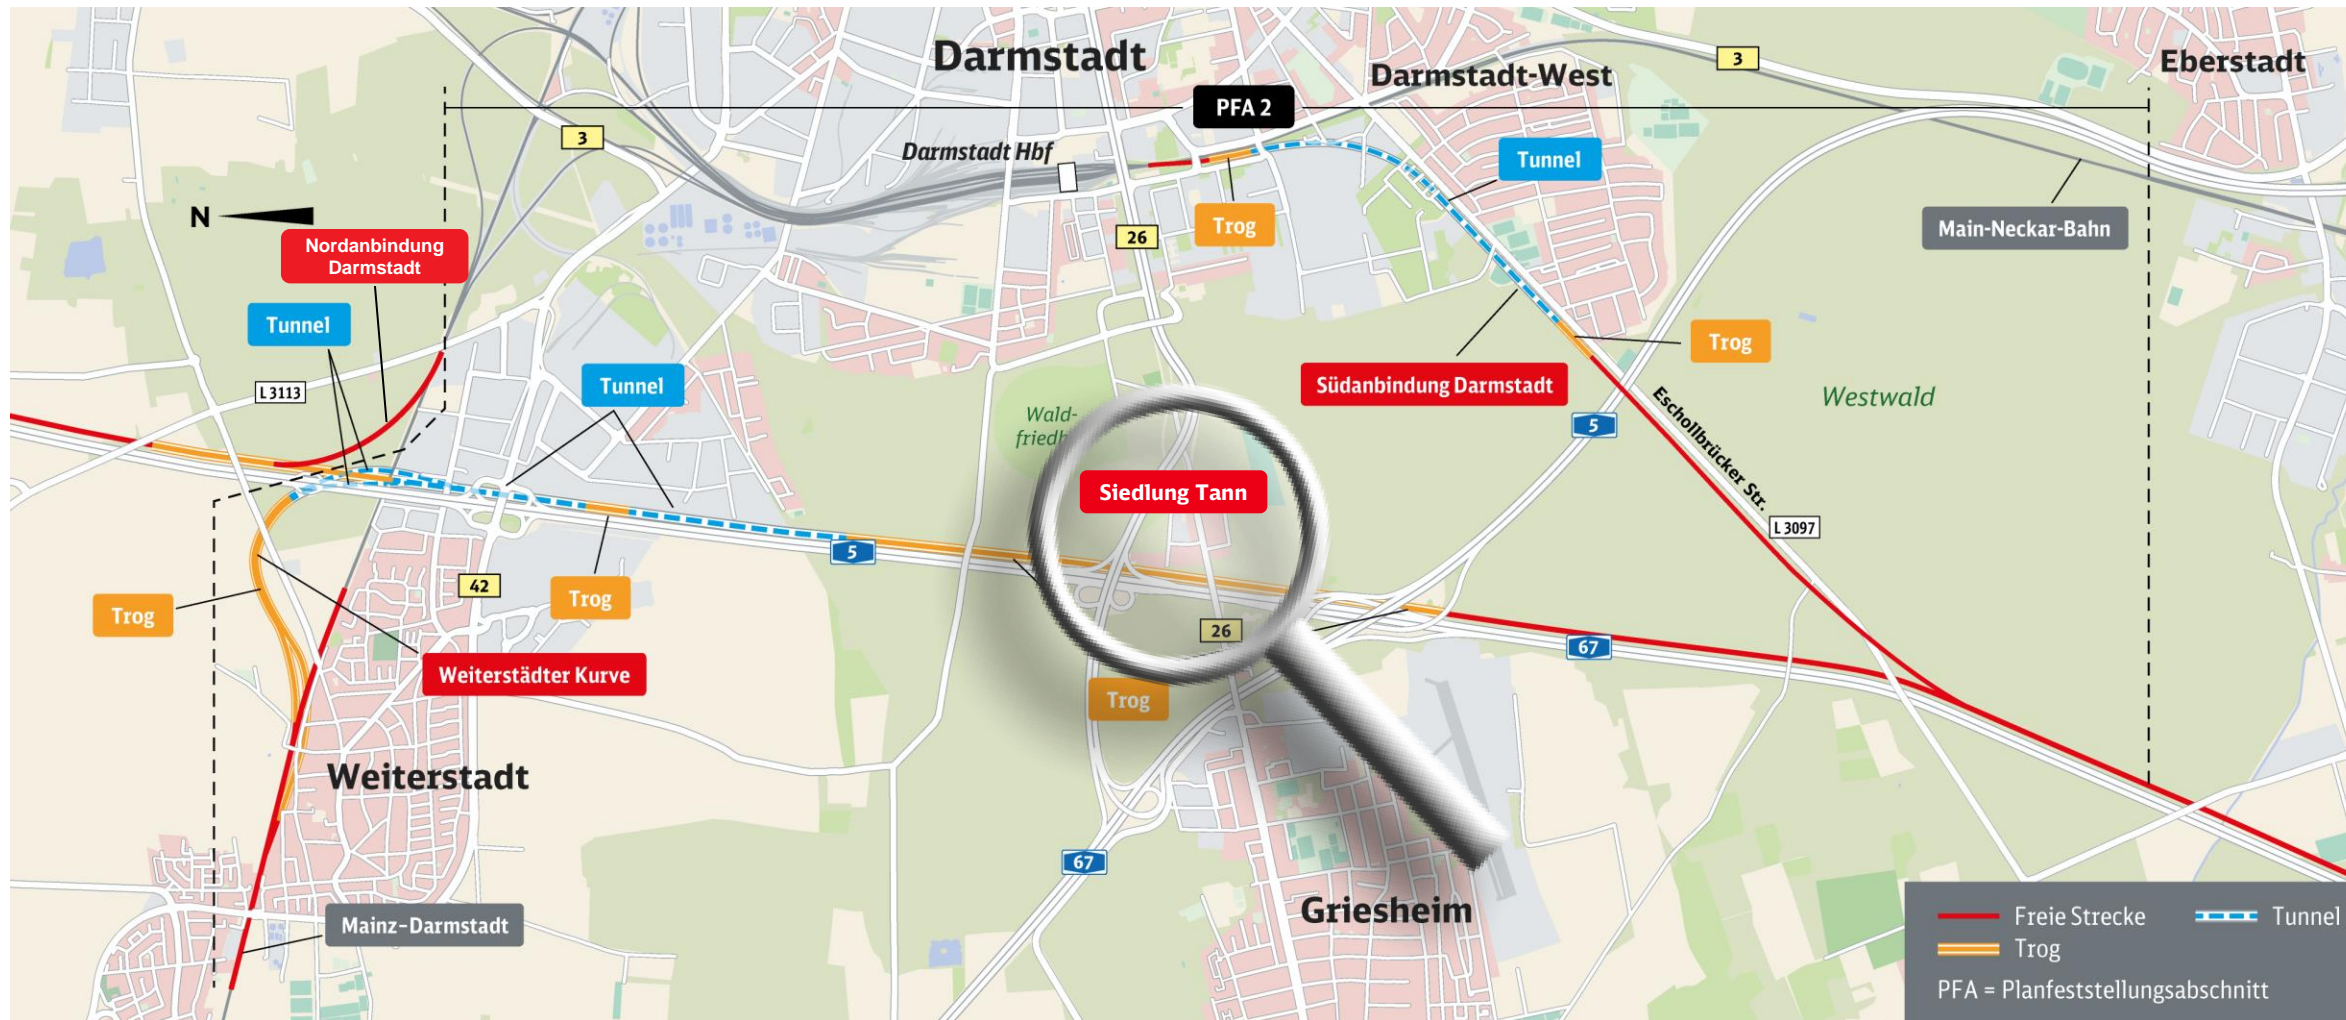 Darmstadt
Darmstadt-West
3
Eberstadt
PFA 2
3
Darmstadt Hbf
Tunnel
N
Trog
26
Main-Neckar-Bahn
Nordanbindung
Darmstadt
Tunnel
Trog
Tunnel
Südanbindung Darmstadt
L 3113
Westwald
Wald-
5
Eschollbrücker Str.
Siedlung Tann
L 3097
5
42
Trog
Trog
26
67
Weiterstädter Kurve
Trog
Weiterstadt
67
Griesheim
Mainz-Darmstadt
Freie Strecke
Tunnel
Trog
PFA = Planfeststellungsabschnitt